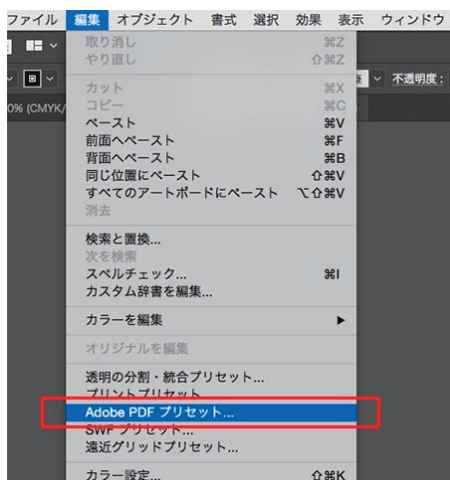 ファイル 編集 オブジェクト 書式 選択 効果 表示 ウィンドウ
取り消し ⌘Z
やり直し ⇧⌘Z
不透明度：
カット ⌘X
コピー ⌘C
0% (CMYK/
ペースト ⌘V
前面へペースト ⌘F
背面へペースト ⌘B
同じ位置にペースト ⇧⌘V
すべてのアートボードにペースト ⌥⇧⌘V
消去
検索と置換...
次を検索
スペルチェック... ⌘I
カスタム辞書を編集...
カラーを編集 ▶
オリジナルを編集
透明の分割・統合プリセット...
プリントプリセット
Adobe PDF プリセット...
SWF プリセット...
遠近グリッドプリセット...
カラー設定... ⇧⌘K